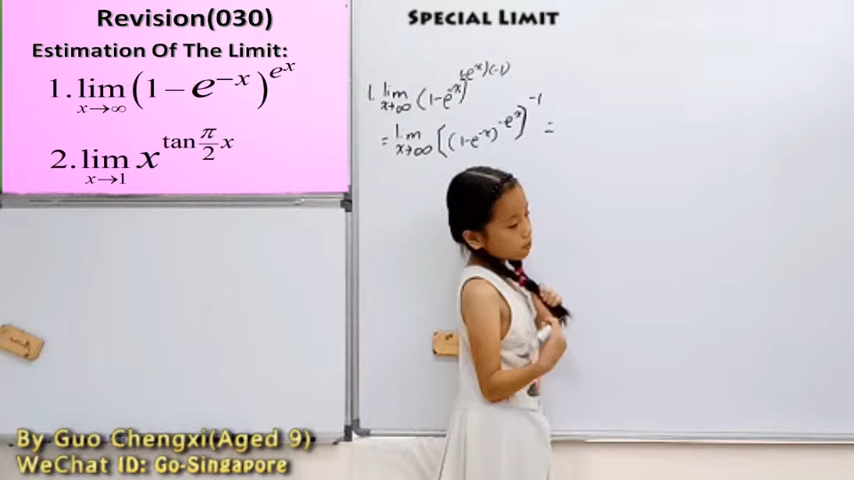 Revision(030)
Estimation Of The Limit:
1. lim x→∞ (1 − e^−x)^e^x
2. lim x→1 x^tan π/2 x
SPECIAL LIMIT
1. lim x→∞ (1-e^-x)^(-e^x)(-1)
= lim x→∞ [(1-e^-x)^-e^x]^-1 =
By Guo Chengxi(Aged 9)
WeChat ID: Go-Singapore